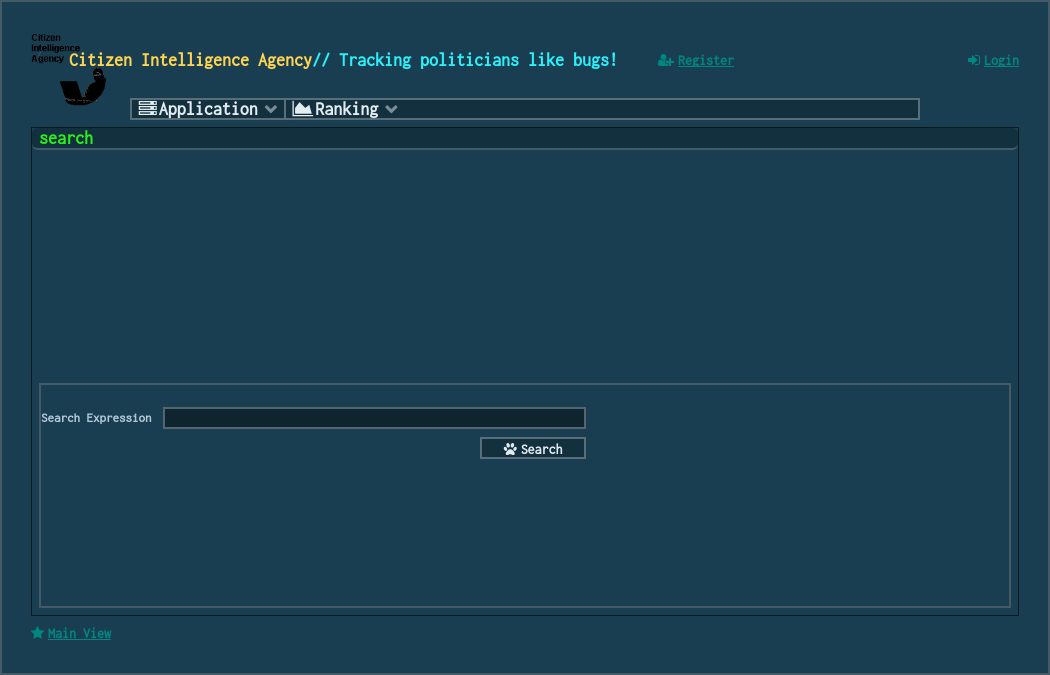 Citizen
Intelligence
Agency
Citizen Intelligence Agency// Tracking politicians like bugs!
Register
Login
Application
Ranking
search
Search Expression
Search
Main View